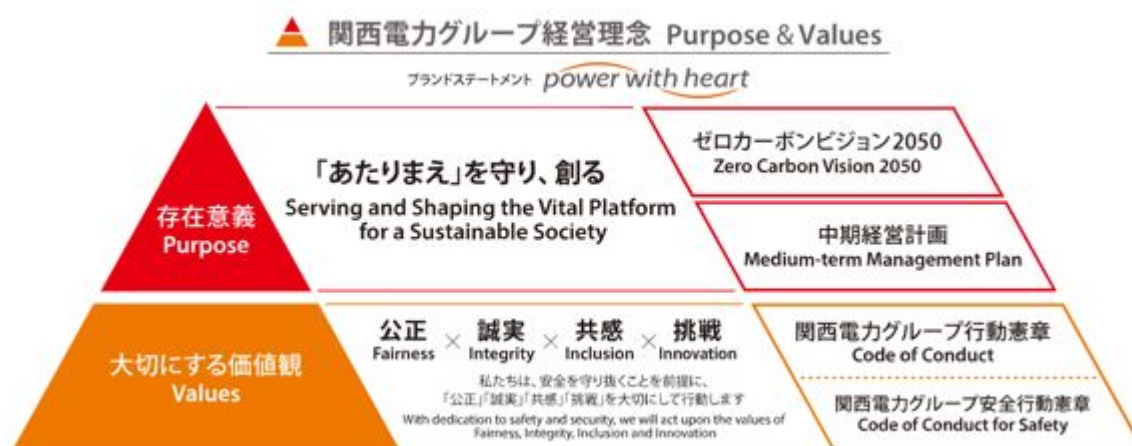 関西電力グループ経営理念 Purpose & Values
ブランドステートメント power with heart
存在意義
Purpose
「あたりまえ」を守り、創る
Serving and Shaping the Vital Platform
for a Sustainable Society
ゼロカーボンビジョン2050
Zero Carbon Vision 2050
中期経営計画
Medium-term Management Plan
大切にする価値観
Values
公正 × 誠実 × 共感 × 挑戦
Fairness Integrity Inclusion Innovation
私たちは、安全を守り抜くことを前提に、
「公正」「誠実」「共感」「挑戦」を大切にして行動します
With dedication to safety and security, we will act upon the values of
Fairness, Integrity, Inclusion and Innovation
関西電力グループ行動憲章
Code of Conduct
関西電力グループ安全行動憲章
Code of Conduct for Safety